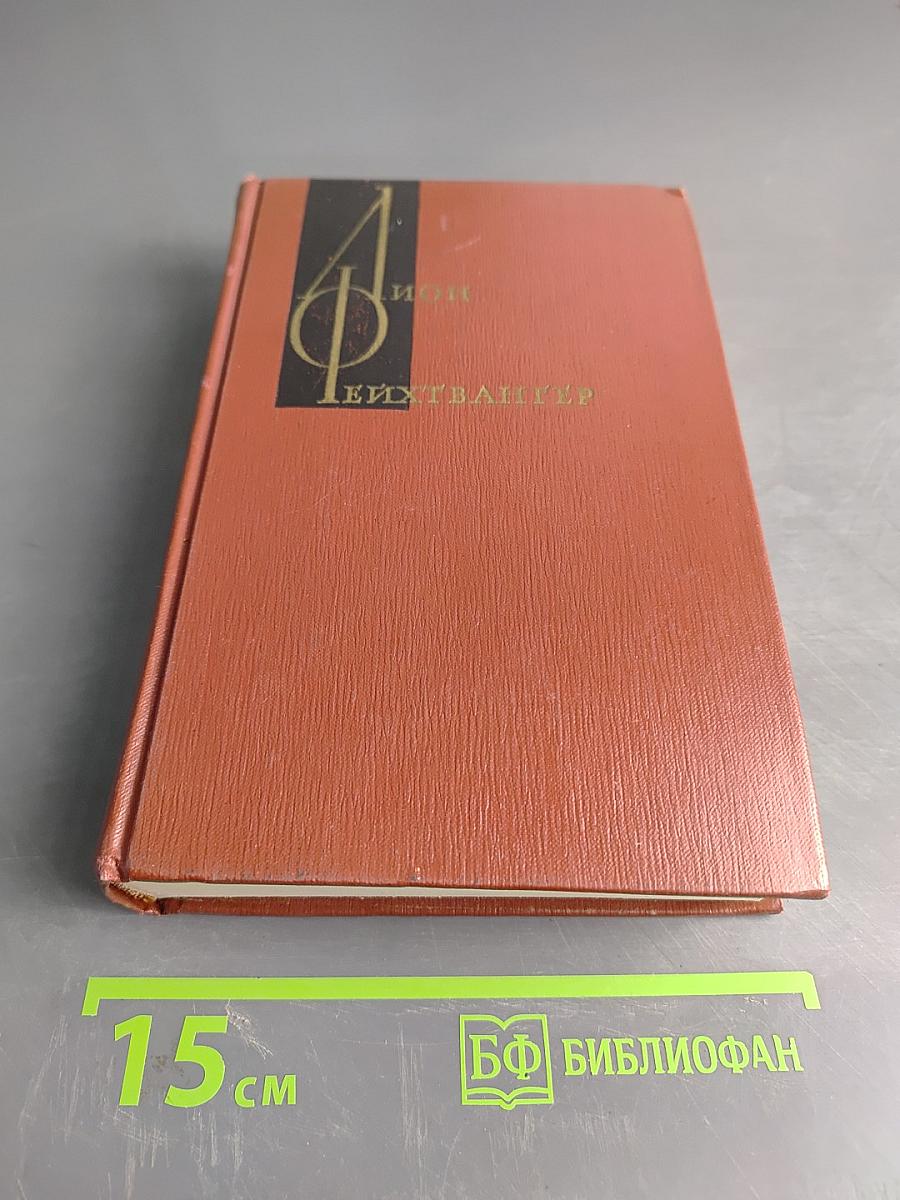 Лион
Фейхтвангер
15 см
БФ БИБЛИОФАН